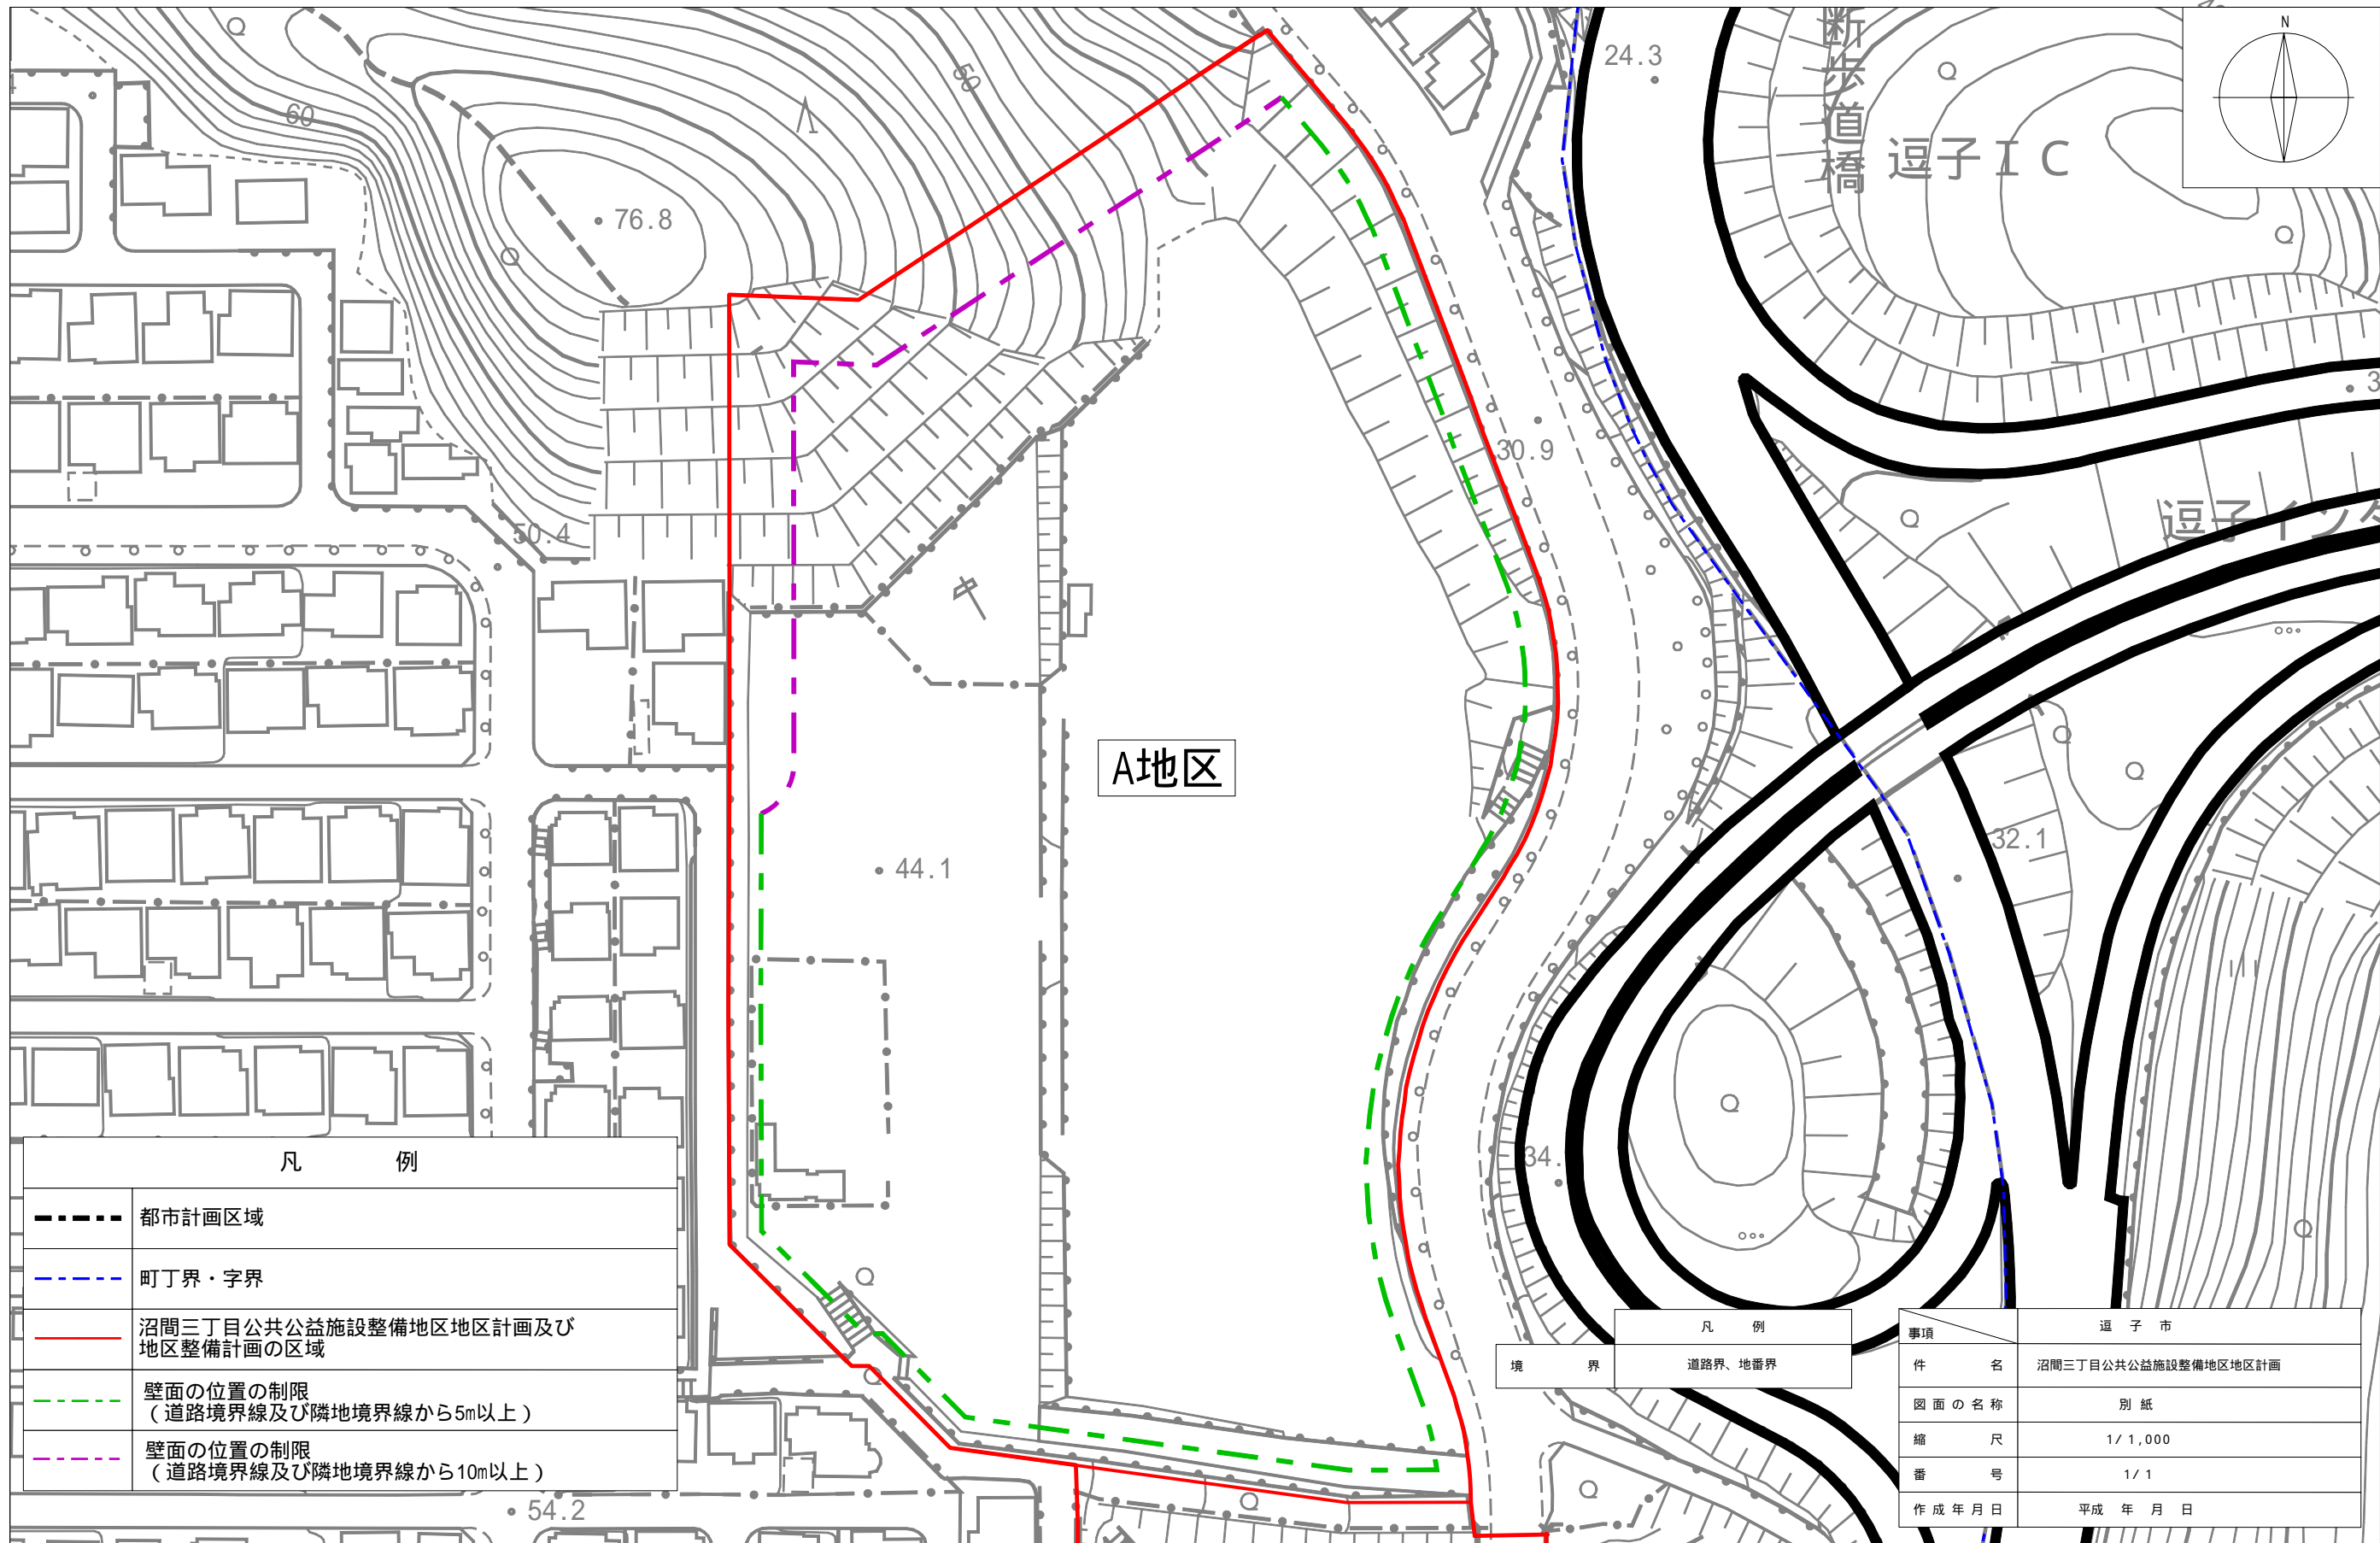 N
断歩道橋
逗子IC
24.3
60
50
76.8
50.4
30.9
逗子イン
A地区
44.1
32.1
34.
54.2
凡 例
都市計画区域
町丁界・字界
沼間三丁目公共公益施設整備地区地区計画及び
地区整備計画の区域
壁面の位置の制限
(道路境界線及び隣地境界線から5m以上)
壁面の位置の制限
(道路境界線及び隣地境界線から10m以上)
凡 例
境 界 道路界、地番界
事項 逗子市
件名 沼間三丁目公共公益施設整備地区地区計画
図面の名称 別紙
縮尺 1/1,000
番号 1/1
作成年月日 平成 年 月 日